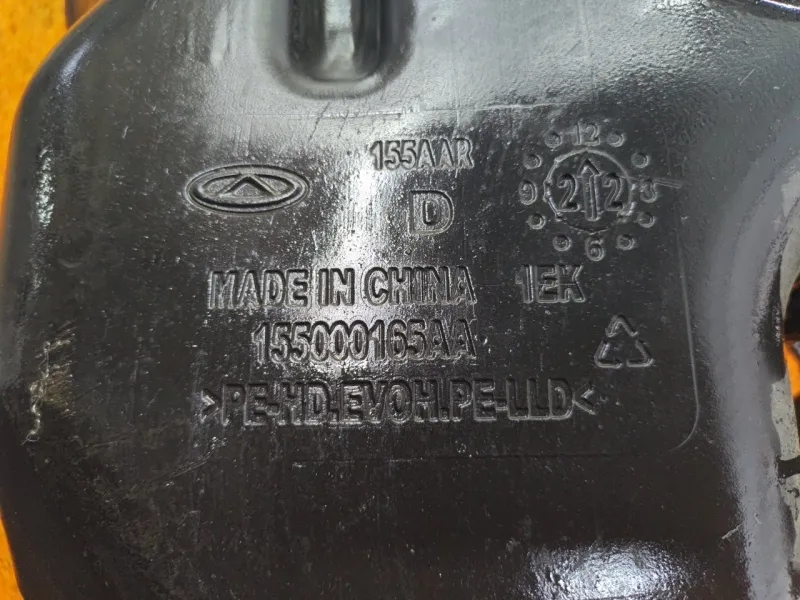 155AAR
D
12
9 2 2 3
6
MADE IN CHINA 1EK
155000165AA
>PE-HD.EVOH.PE-LLD<